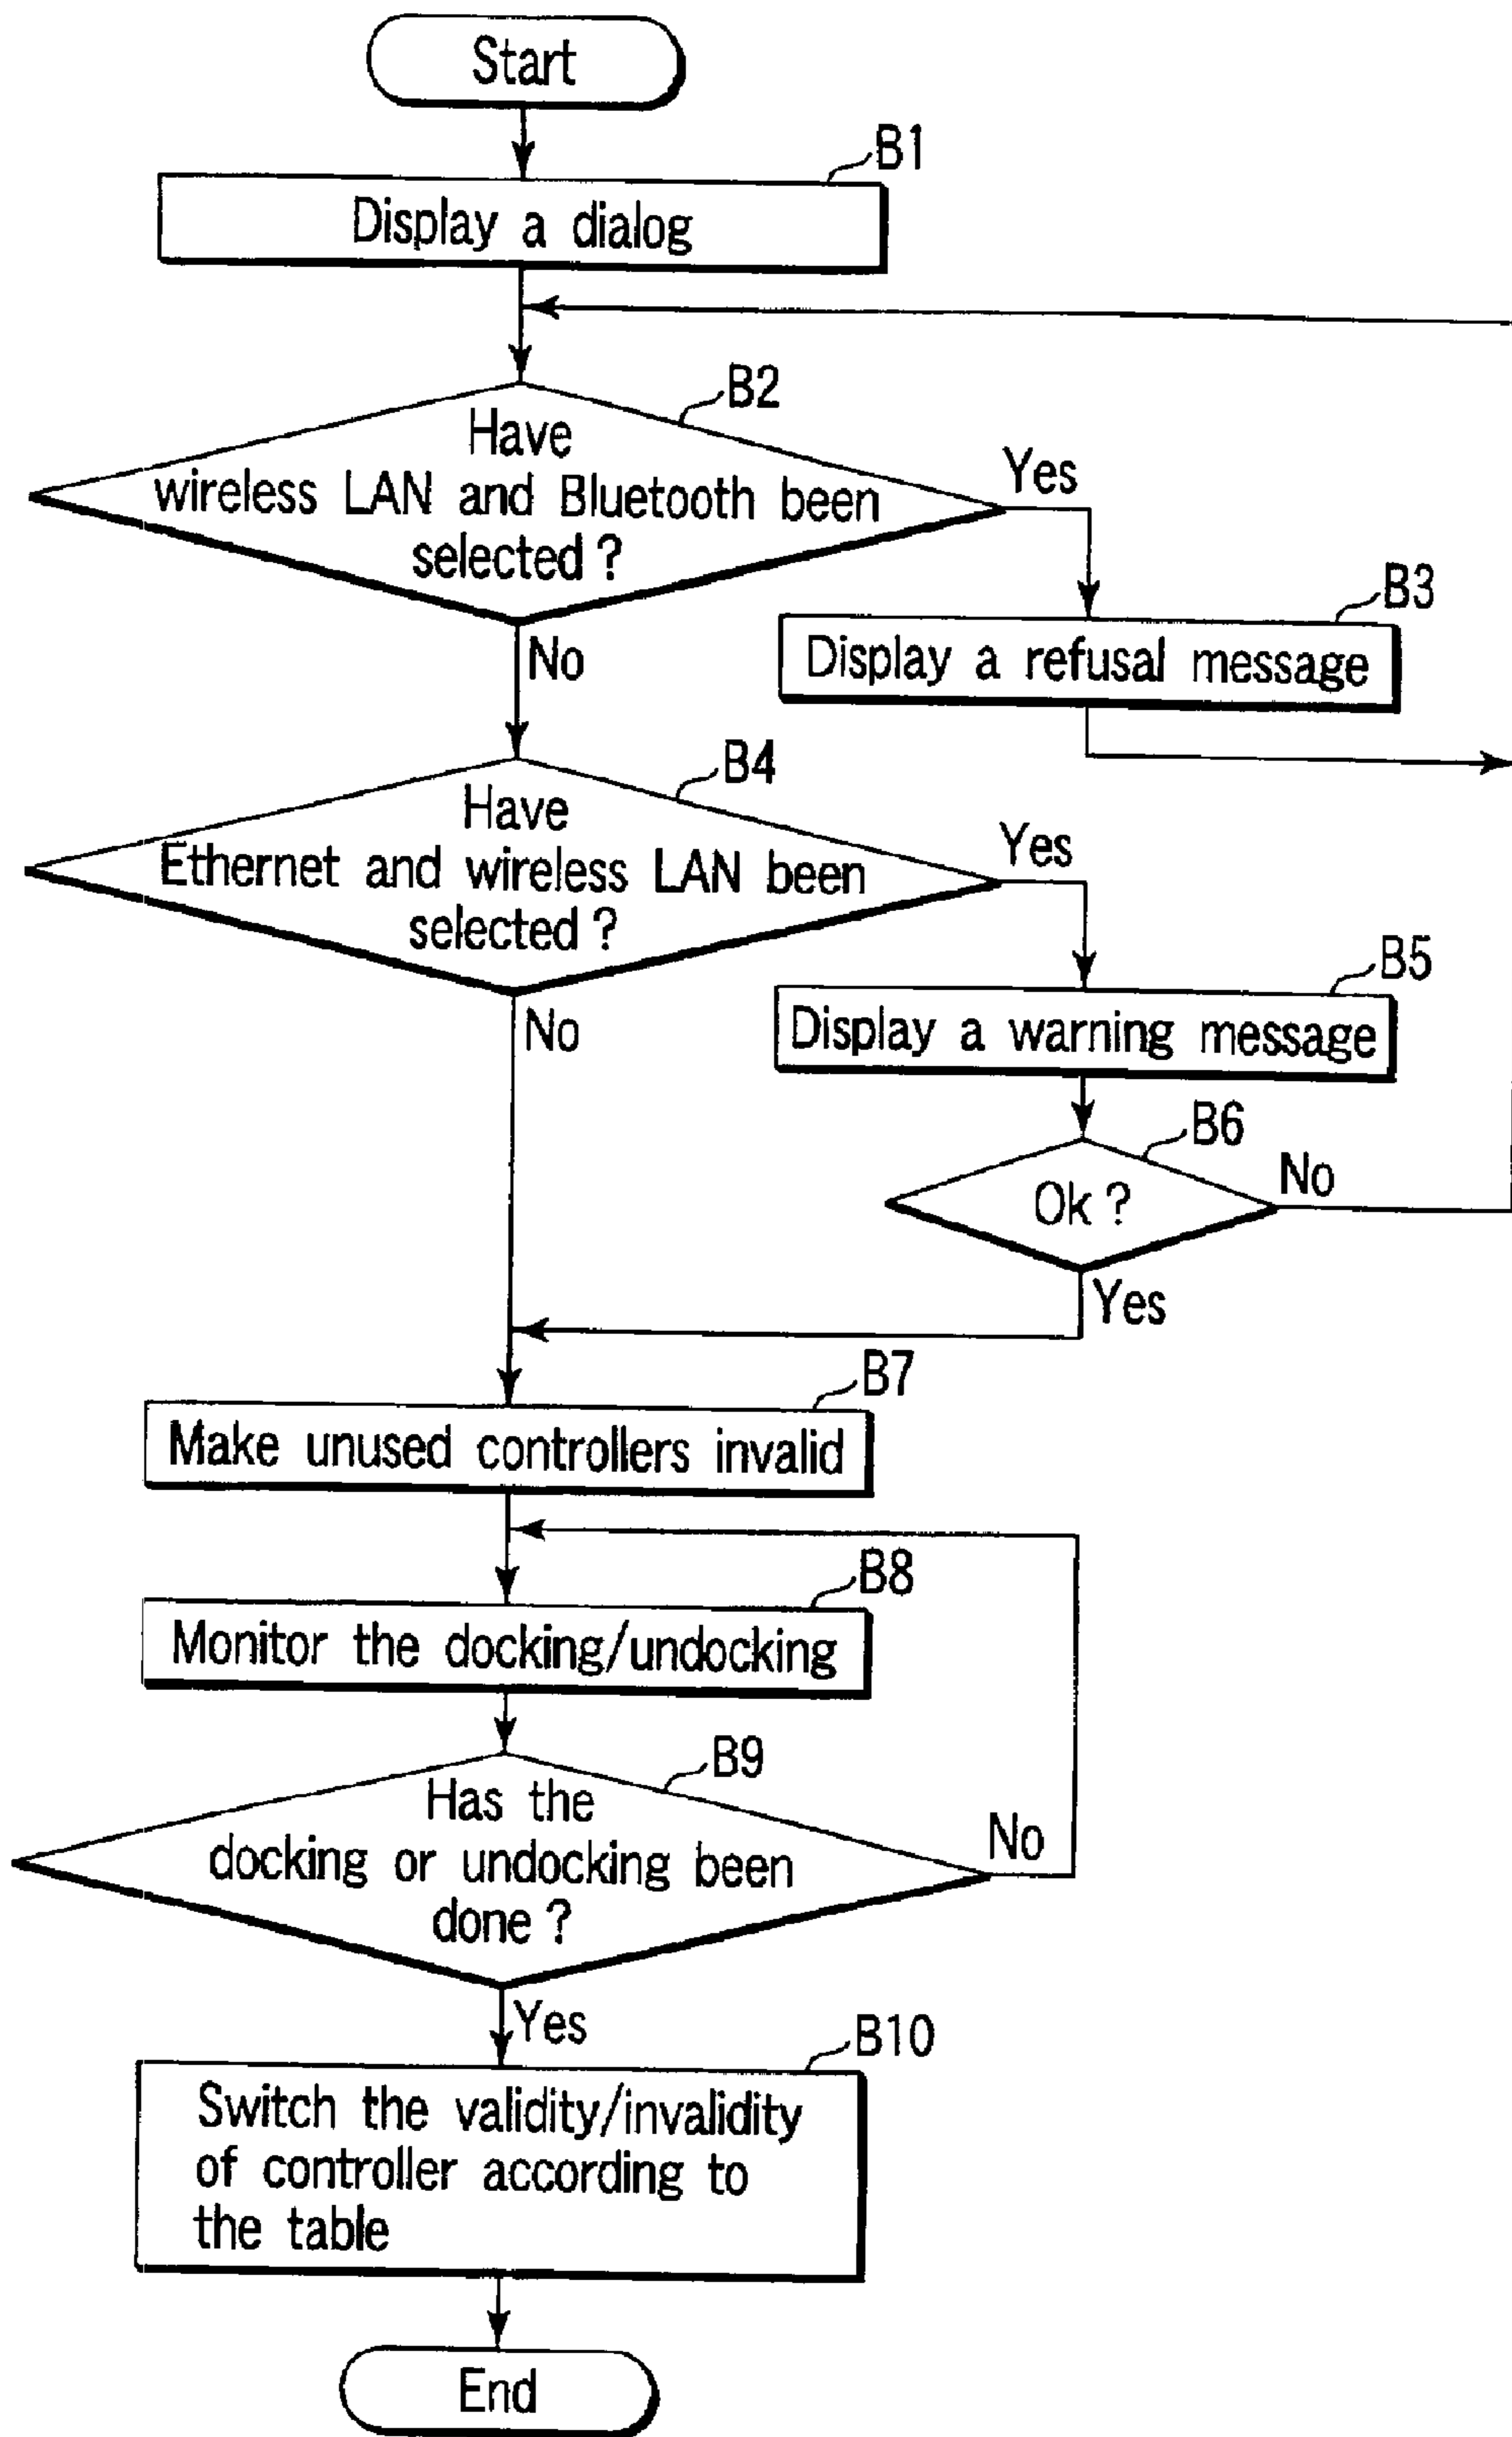 Start
B1
Display a dialog
B2
Have
wireless LAN and Bluetooth been
selected ?
Yes
No
B3
Display a refusal message
B4
Have
Ethernet and wireless LAN been
selected ?
Yes
No
B5
Display a warning message
B6
Ok ?
No
Yes
B7
Make unused controllers invalid
B8
Monitor the docking/undocking
B9
Has the
docking or undocking been
done ?
No
Yes
B10
Switch the validity/invalidity
of controller according to
the table
End